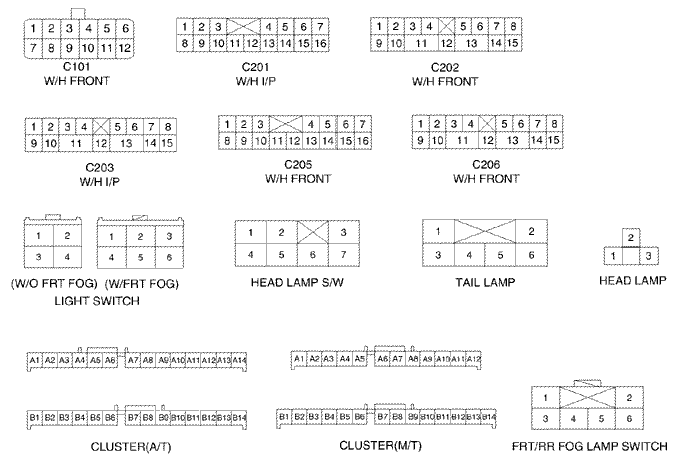 1 2 3 4 5 6
7 8 9 10 11 12
C101
W/H FRONT
1 2 3 4 5 6 7
8 9 10 11 12 13 14 15 16
C201
W/H I/P
1 2 3 4 5 6 7 8
9 10 11 12 13 14 15
C202
W/H FRONT
1 2 3 4 5 6 7 8
9 10 11 12 13 14 15
C203
W/H I/P
1 2 3 4 5 6 7
8 9 10 11 12 13 14 15 16
C205
W/H FRONT
1 2 3 4 5 6 7 8
9 10 11 12 13 14 15
C206
W/H FRONT
1 2
3 4
(W/O FRT FOG)
1 2 3
4 5 6
(W/FRT FOG)
LIGHT SWITCH
1 2 3
4 5 6 7
HEAD LAMP S/W
1 2
3 4 5 6
TAIL LAMP
2
1 3
HEAD LAMP
A1 A2 A3 A4 A5 A6 A7 A8 A9 A10 A11 A12 A13 A14
B1 B2 B3 B4 B5 B6 B7 B8 B9 B10 B11 B12 B13 B14
CLUSTER(A/T)
A1 A2 A3 A4 A5 A6 A7 A8 A9 A10 A11 A12
B1 B2 B3 B4 B5 B6 B7 B8 B9 B10 B11 B12 B13 B14
CLUSTER(M/T)
1 2
3 4 5 6
FRT/RR FOG LAMP SWITCH